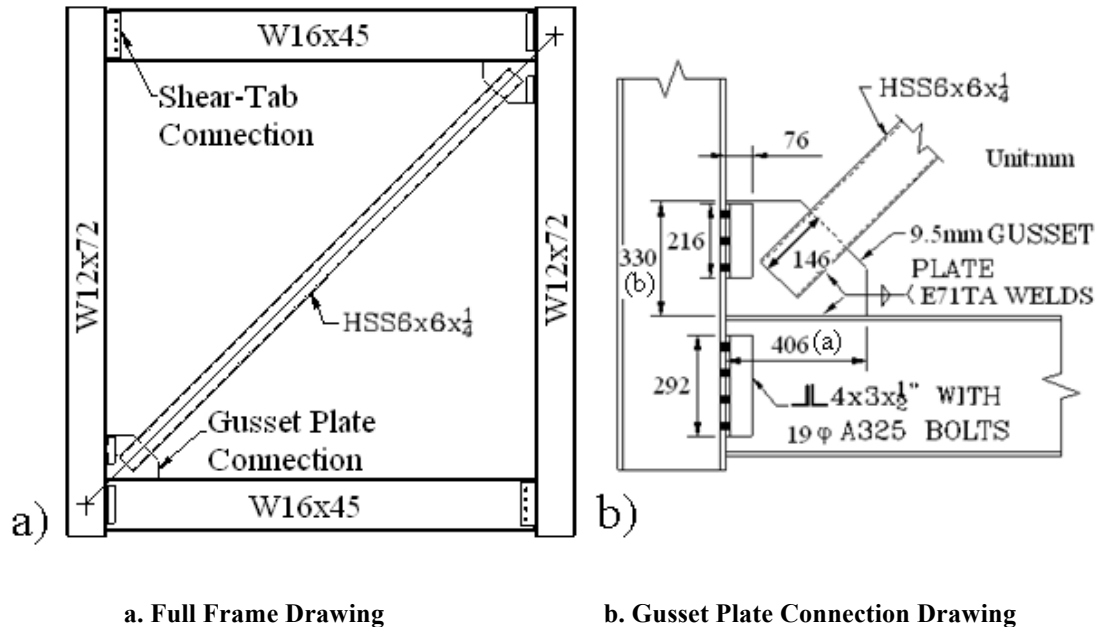 W16x45
Shear-Tab
Connection
W12x72
W12x72
HSS6x6x1/4
Gusset Plate
Connection
W16x45
a)
HSS6x6x1/4
76
Unit:mm
216
330
(b)
146
9.5mm GUSSET
PLATE
E71TA WELDS
406 (a)
292
4x3x1/2" WITH
19 φ A325 BOLTS
b)
a. Full Frame Drawing
b. Gusset Plate Connection Drawing